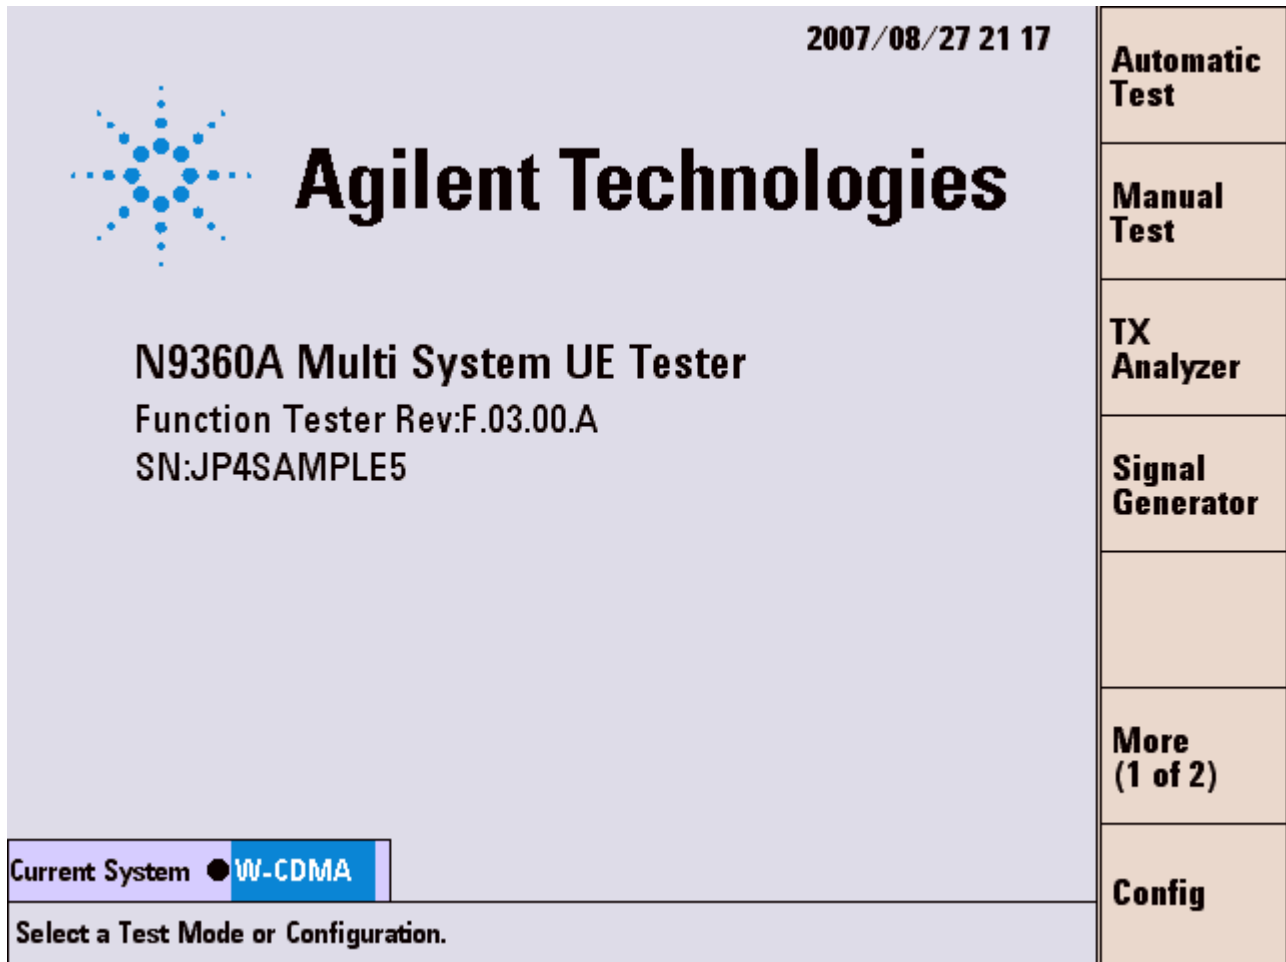 2007/08/27 21 17
Agilent Technologies
N9360A Multi System UE Tester
Function Tester Rev:F.03.00.A
SN:JP4SAMPLE5
Current System ●W-CDMA
Select a Test Mode or Configuration.
Automatic
Test
Manual
Test
TX
Analyzer
Signal
Generator
More
(1 of 2)
Config